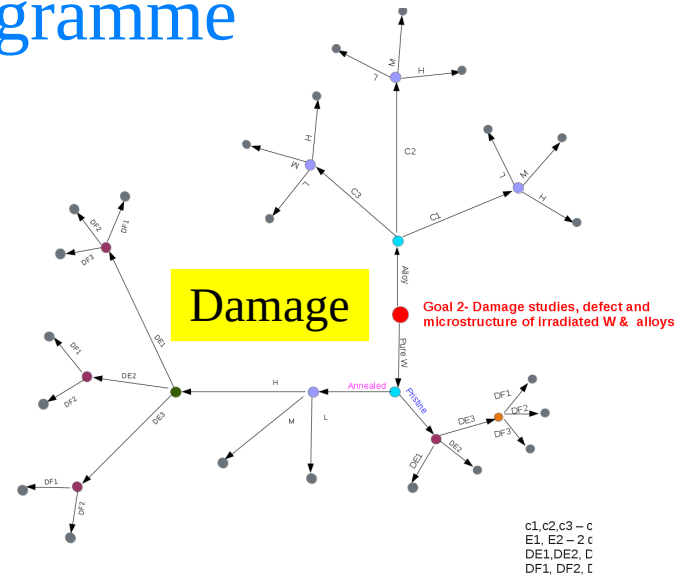 gramme
M
L
H
H
M
L
C2
C3
C1
L
M
H
Alloy
Damage
Goal 2- Damage studies, defect and
microstructure of irradiated W & alloys
Pure W
DF2
DF1
DF3
DE1
DF1
DE2
DF2
DE3
DF1
DF2
H
M
L
Annealed
Pristine
DE3
DF1
DF2
DF3
DE2
DE1
c1,c2,c3 – c
E1, E2 – 2 c
DE1,DE2, D
DF1, DF2, D